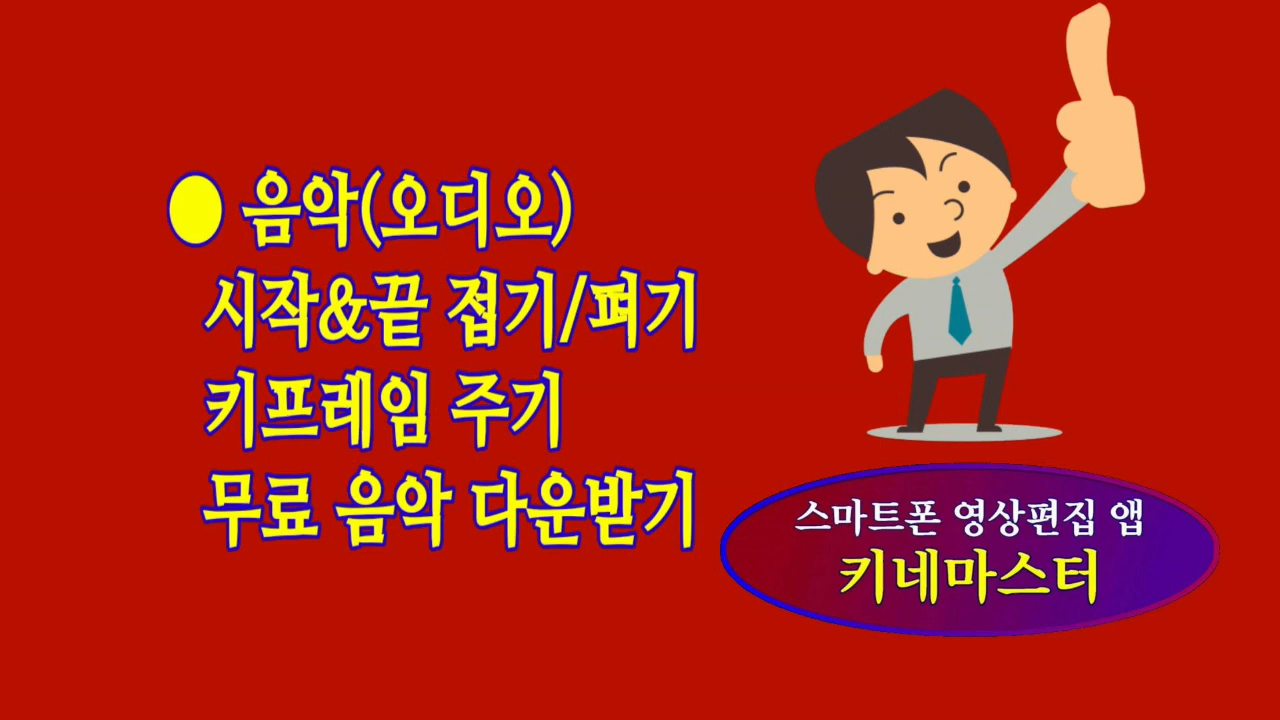 ● 음악(오디오)
시작&끝 접기/펴기
키프레임 주기
무료 음악 다운받기
스마트폰 영상편집 앱
키네마스터